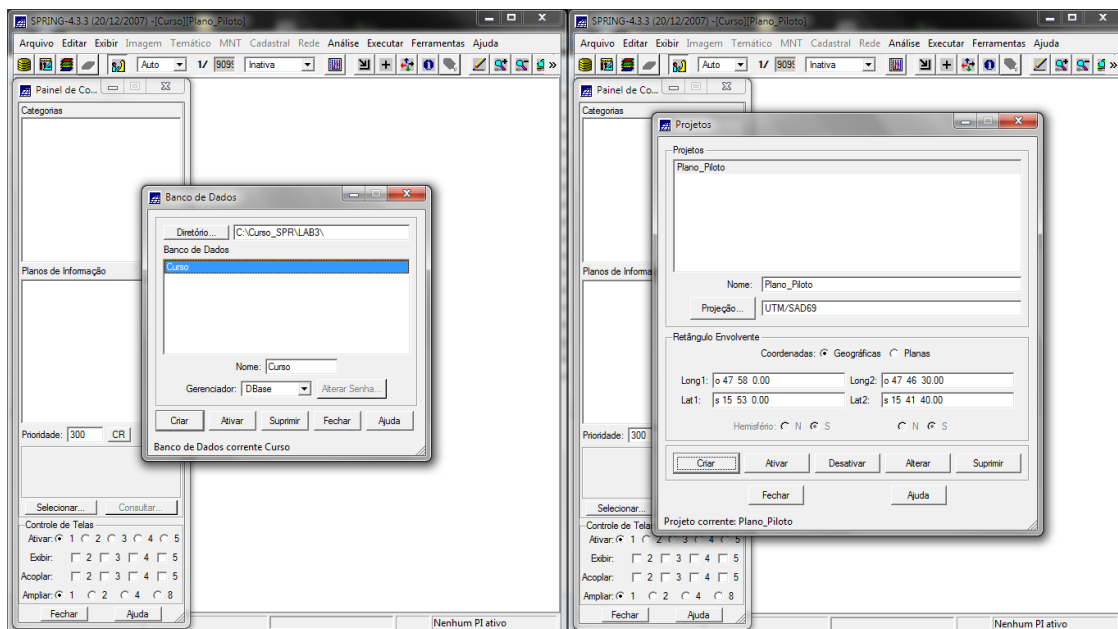 SPRING-4.3.3 (20/12/2007) -[Curso][Plano_Piloto]
Arquivo Editar Exibir Imagem Temático MNT Cadastral Rede Análise Executar Ferramentas Ajuda
Auto 1/ 9095 Inativa »
Painel de Co...
Categorias
Planos de Informação
Prioridade: 300 CR
Selecionar... Consultar...
Controle de Telas
Ativar: 1 2 3 4 5
Exibir: 2 3 4 5
Acoplar: 2 3 4 5
Ampliar: 1 2 4 8
Fechar Ajuda
Nenhum PI ativo
Banco de Dados
Diretório... C:\Curso_SPR\LAB3\
Banco de Dados
Curso
Nome: Curso
Gerenciador: DBase Alterar Senha...
Criar Ativar Suprimir Fechar Ajuda
Banco de Dados corrente Curso
SPRING-4.3.3 (20/12/2007) -[Curso][Plano_Piloto]
Arquivo Editar Exibir Imagem Temático MNT Cadastral Rede Análise Executar Ferramentas Ajuda
Auto 1/ 9095 Inativa »
Painel de Co...
Categorias
Planos de Informa
Prioridade: 300
Selecionar...
Controle de Telas
Ativar: 1 2 3 4 5
Exibir: 2 3 4 5
Acoplar: 2 3 4 5
Ampliar: 1 2 4 8
Fechar Ajuda
Nenhum PI ativo
Projetos
Projetos
Plano_Piloto
Nome: Plano_Piloto
Projeção... UTM/SAD69
Retângulo Envolvente
Coordenadas: Geográficas Planas
Long1: o 47 58 0.00 Long2: o 47 46 30.00
Lat1: s 15 53 0.00 Lat2: s 15 41 40.00
Hemisfério: N S N S
Criar Ativar Desativar Alterar Suprimir
Fechar Ajuda
Projeto corrente: Plano_Piloto